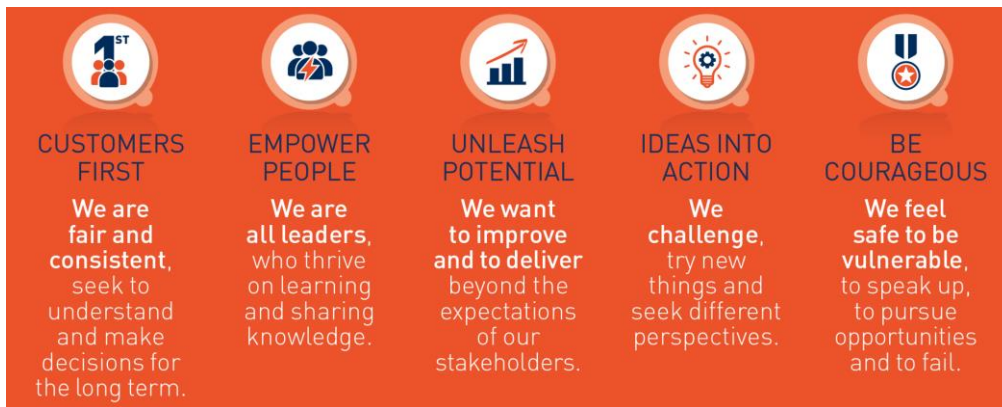 1ST
CUSTOMERS
FIRST
We are
fair and
consistent,
seek to
understand
and make
decisions for
the long term.
EMPOWER
PEOPLE
We are
all leaders,
who thrive
on learning
and sharing
knowledge.
UNLEASH
POTENTIAL
We want
to improve
and to deliver
beyond the
expectations
of our
stakeholders.
IDEAS INTO
ACTION
We
challenge,
try new
things and
seek different
perspectives.
BE
COURAGEOUS
We feel
safe to be
vulnerable,
to speak up,
to pursue
opportunities
and to fail.